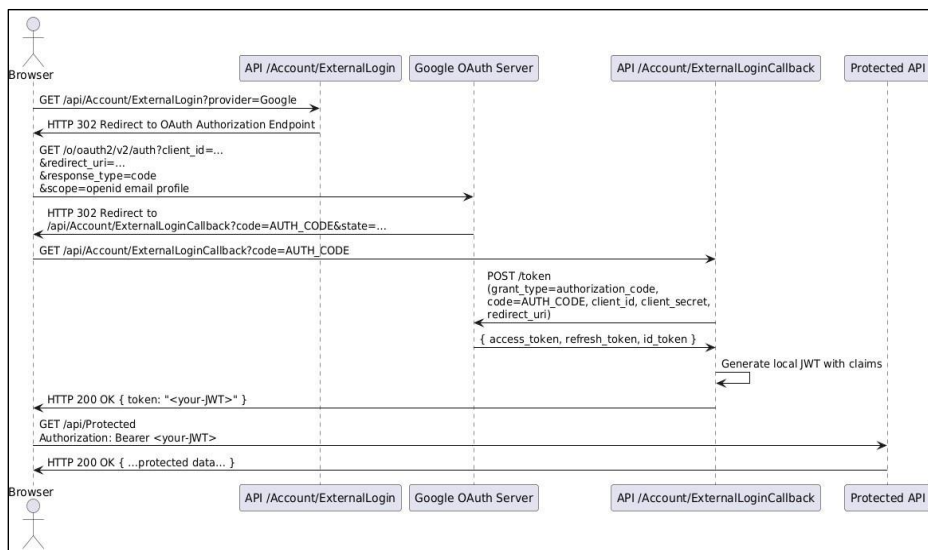 Browser
API /Account/ExternalLogin
Google OAuth Server
API /Account/ExternalLoginCallback
Protected API
GET /api/Account/ExternalLogin?provider=Google
HTTP 302 Redirect to OAuth Authorization Endpoint
GET /o/oauth2/v2/auth?client_id=...
&redirect_uri=...
&response_type=code
&scope=openid email profile
HTTP 302 Redirect to
/api/Account/ExternalLoginCallback?code=AUTH_CODE&state=...
GET /api/Account/ExternalLoginCallback?code=AUTH_CODE
POST /token
(grant_type=authorization_code,
code=AUTH_CODE, client_id, client_secret,
redirect_uri)
{ access_token, refresh_token, id_token }
Generate local JWT with claims
HTTP 200 OK { token: "<your-JWT>" }
GET /api/Protected
Authorization: Bearer <your-JWT>
HTTP 200 OK { ...protected data... }
Browser
API /Account/ExternalLogin
Google OAuth Server
API /Account/ExternalLoginCallback
Protected API